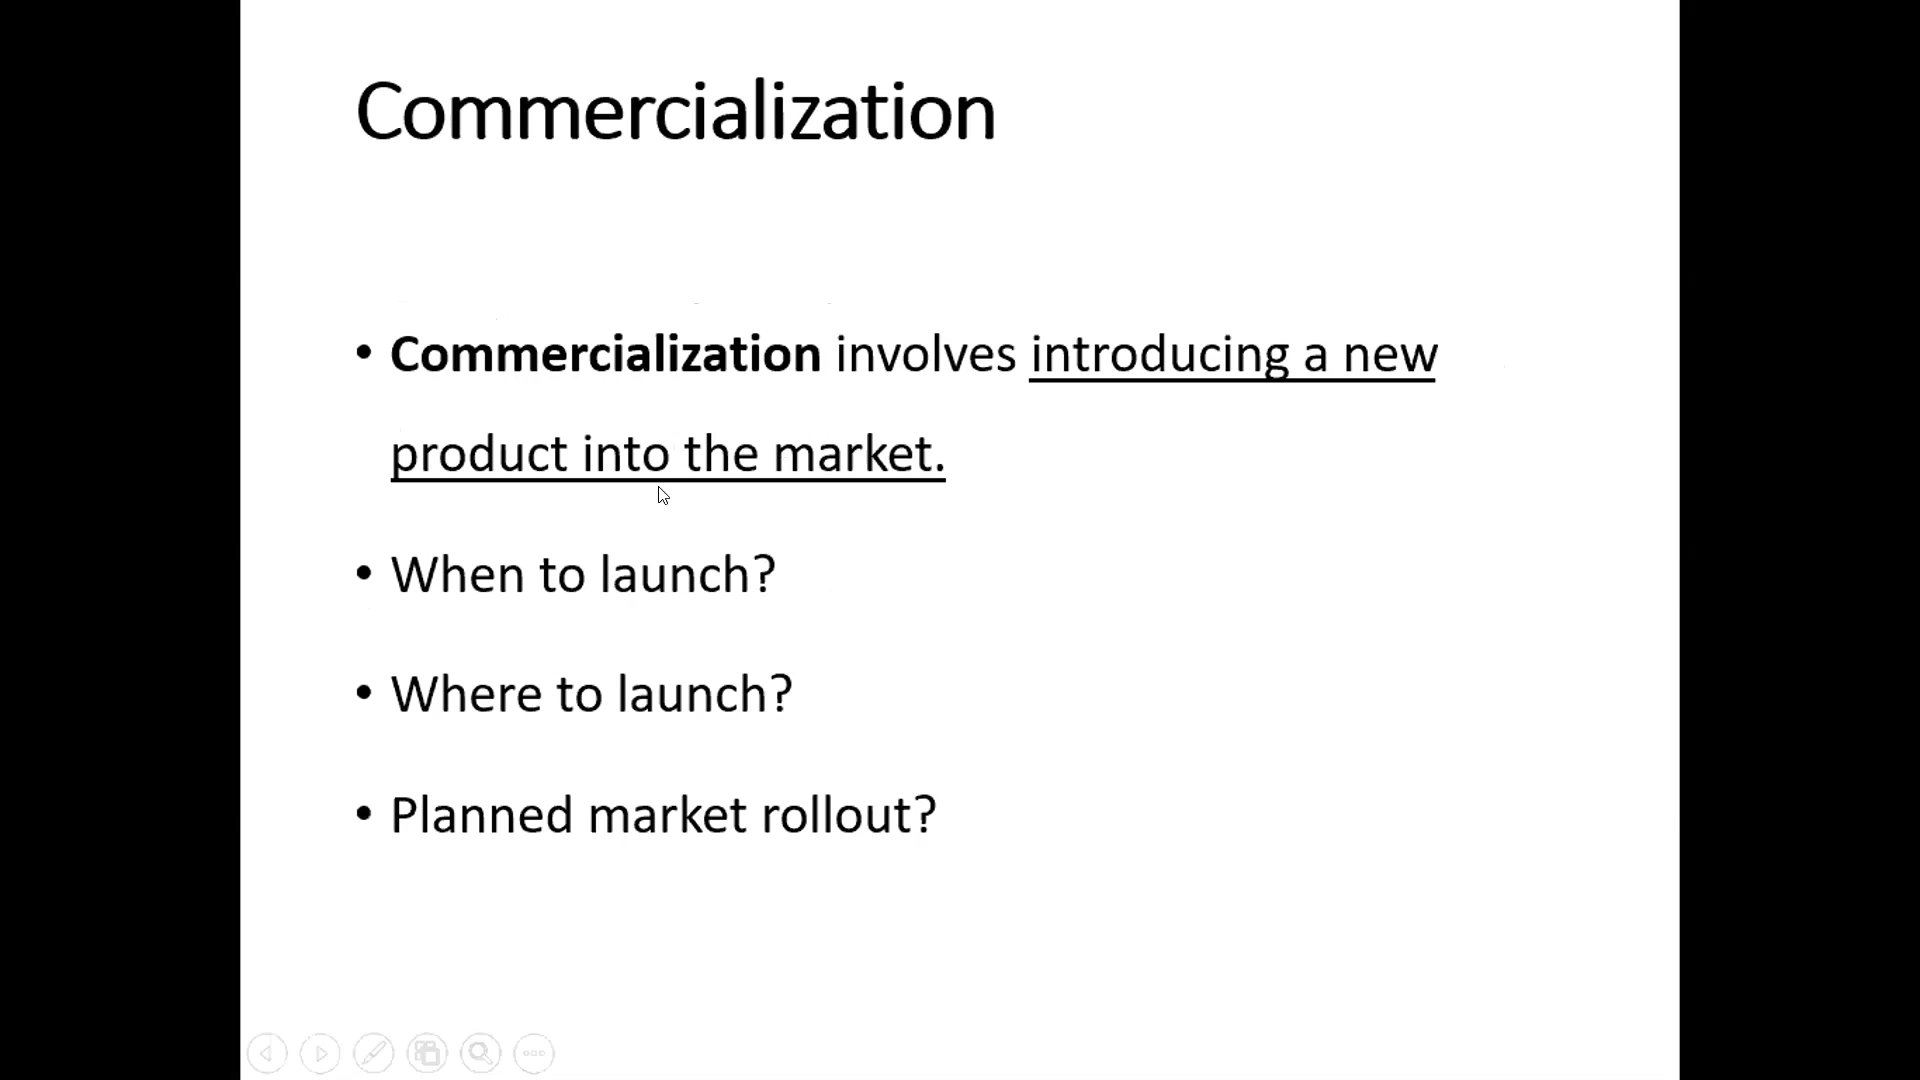 Commercialization
• Commercialization involves introducing a new
product into the market.
• When to launch?
• Where to launch?
• Planned market rollout?